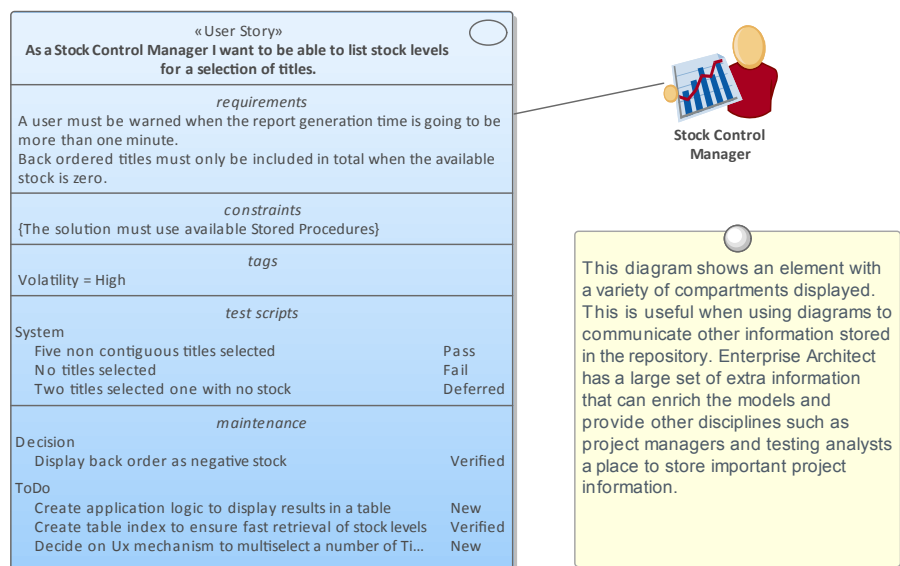 «User Story»
As a Stock Control Manager I want to be able to list stock levels
for a selection of titles.
requirements
A user must be warned when the report generation time is going to be
more than one minute.
Back ordered titles must only be included in total when the available
stock is zero.
constraints
{The solution must use available Stored Procedures}
tags
Volatility = High
test scripts
System
Five non contiguous titles selected Pass
No titles selected Fail
Two titles selected one with no stock Deferred
maintenance
Decision
Display back order as negative stock Verified
ToDo
Create application logic to display results in a table New
Create table index to ensure fast retrieval of stock levels Verified
Decide on Ux mechanism to multiselect a number of Ti... New
Stock Control
Manager
This diagram shows an element with
a variety of compartments displayed.
This is useful when using diagrams to
communicate other information stored
in the repository. Enterprise Architect
has a large set of extra information
that can enrich the models and
provide other disciplines such as
project managers and testing analysts
a place to store important project
information.